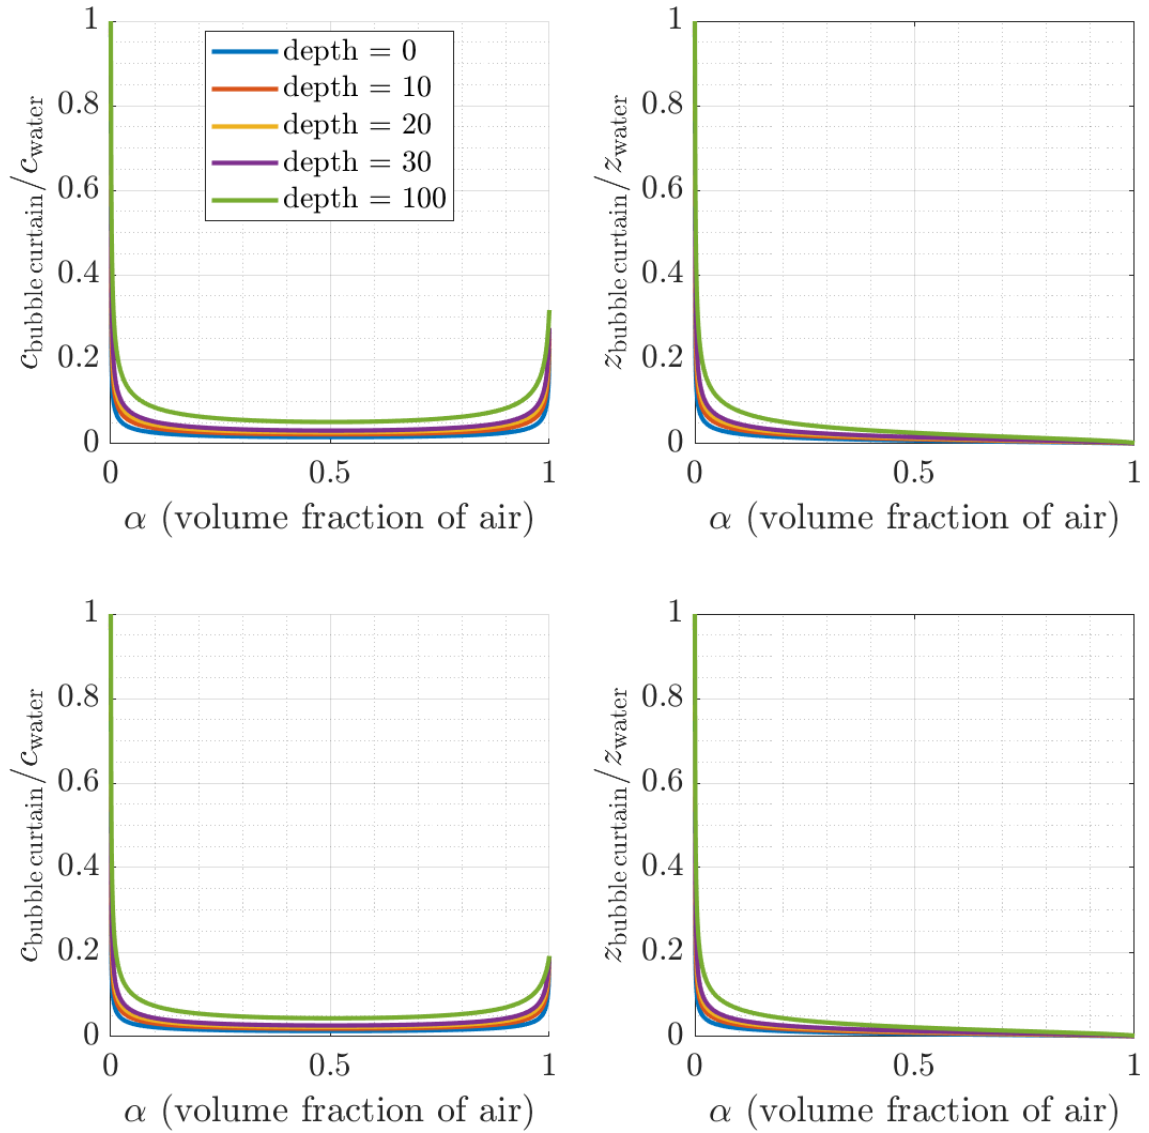 c_bubble curtain/c_water
1
0.8
0.6
0.4
0.2
0
depth = 0
depth = 10
depth = 20
depth = 30
depth = 100
0 0.5 1
α (volume fraction of air)
z_bubble curtain/z_water
1
0.8
0.6
0.4
0.2
0
0 0.5 1
α (volume fraction of air)
c_bubble curtain/c_water
1
0.8
0.6
0.4
0.2
0
0 0.5 1
α (volume fraction of air)
z_bubble curtain/z_water
1
0.8
0.6
0.4
0.2
0
0 0.5 1
α (volume fraction of air)